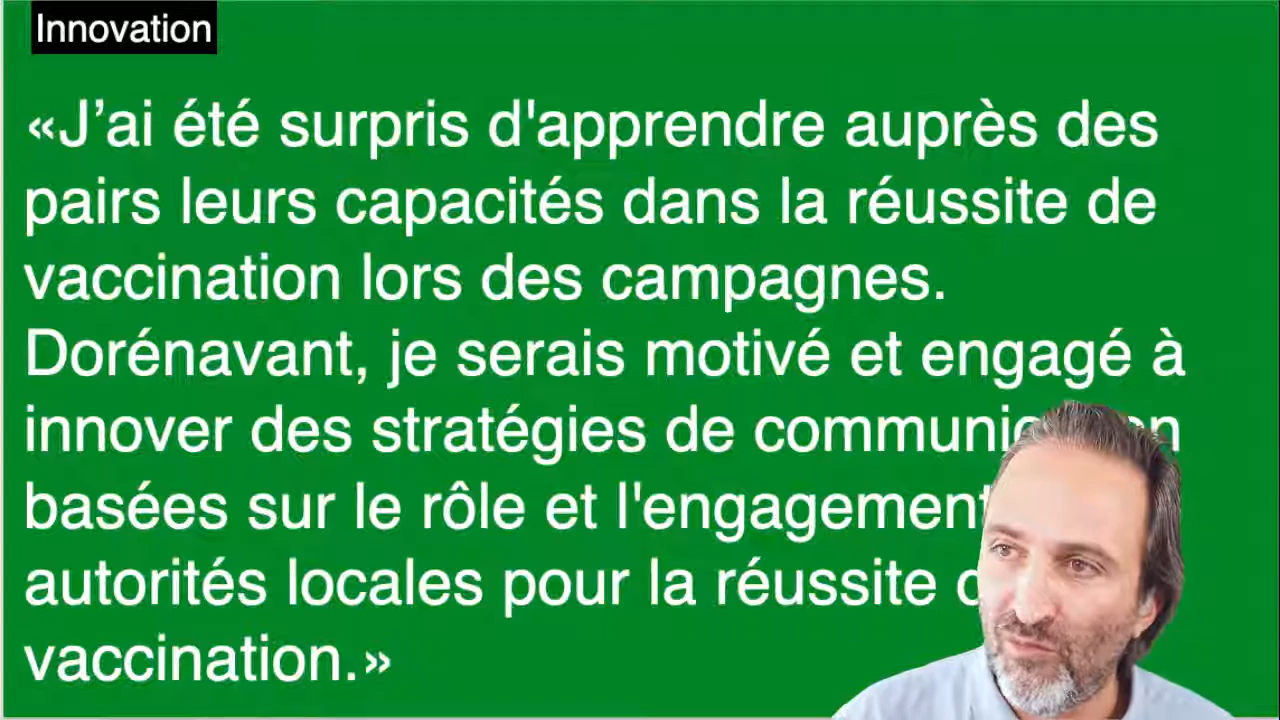 Innovation
«J’ai été surpris d'apprendre auprès des
pairs leurs capacités dans la réussite de
vaccination lors des campagnes.
Dorénavant, je serais motivé et engagé à
innover des stratégies de
basées sur le rôle et l'engagement
autorités locales pour la réussite
vaccination.»